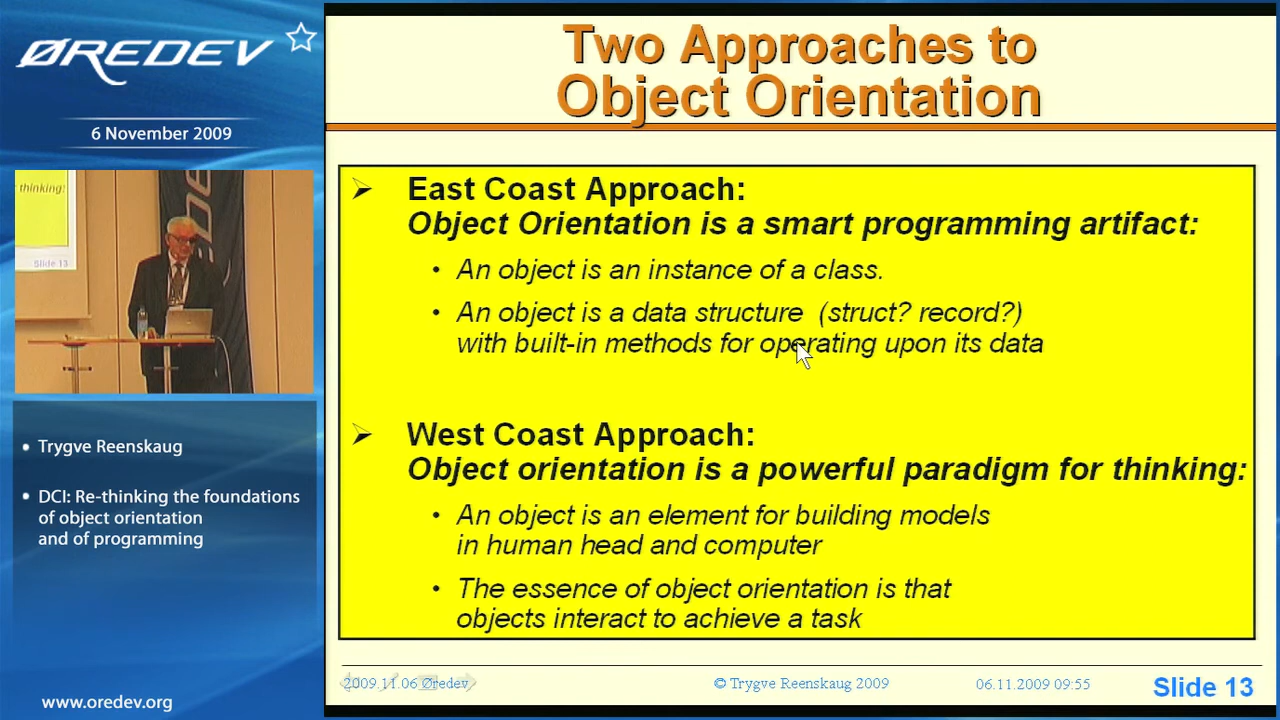 ØREDEV
6 November 2009
thinking:
Slide 13
• Trygve Reenskaug
• DCI: Re-thinking the foundations
of object orientation
and of programming
www.oredev.org
Two Approaches to
Object Orientation
➢ East Coast Approach:
Object Orientation is a smart programming artifact:
• An object is an instance of a class.
• An object is a data structure (struct? record?)
with built-in methods for operating upon its data
➢ West Coast Approach:
Object orientation is a powerful paradigm for thinking:
• An object is an element for building models
in human head and computer
• The essence of object orientation is that
objects interact to achieve a task
2009.11.06 Øredev
© Trygve Reenskaug 2009
06.11.2009 09:55
Slide 13